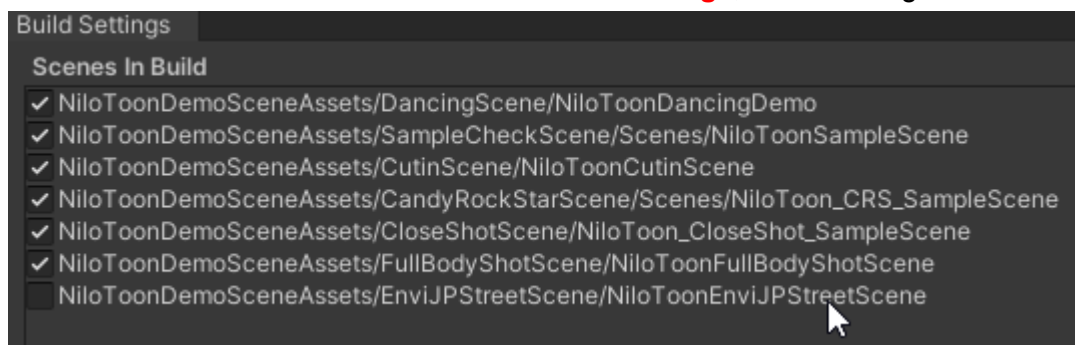 Build Settings
Scenes In Build
NiloToonDemoSceneAssets/DancingScene/NiloToonDancingDemo
NiloToonDemoSceneAssets/SampleCheckScene/Scenes/NiloToonSampleScene
NiloToonDemoSceneAssets/CutinScene/NiloToonCutinScene
NiloToonDemoSceneAssets/CandyRockStarScene/Scenes/NiloToon_CRS_SampleScene
NiloToonDemoSceneAssets/CloseShotScene/NiloToon_CloseShot_SampleScene
NiloToonDemoSceneAssets/FullBodyShotScene/NiloToonFullBodyShotScene
NiloToonDemoSceneAssets/EnviJPStreetScene/NiloToonEnviJPStreetScene